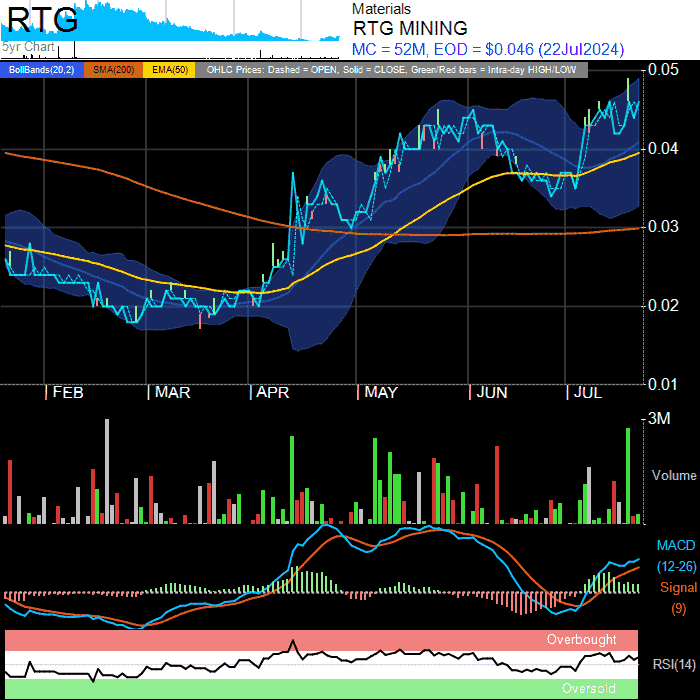 RTG
5yr Chart
Materials
RTG MINING
MC = 52M, EOD = $0.046 (22Jul2024)
BollBands(20,2) SMA(200) EMA(50) OHLC Prices: Dashed = OPEN, Solid = CLOSE, Green/Red bars = Intra-day HIGH/LOW
0.05
0.04
0.03
0.02
0.01
FEB MAR APR MAY JUN JUL
3M
Volume
MACD
(12-26)
Signal
(9)
Overbought
RSI(14)
Oversold